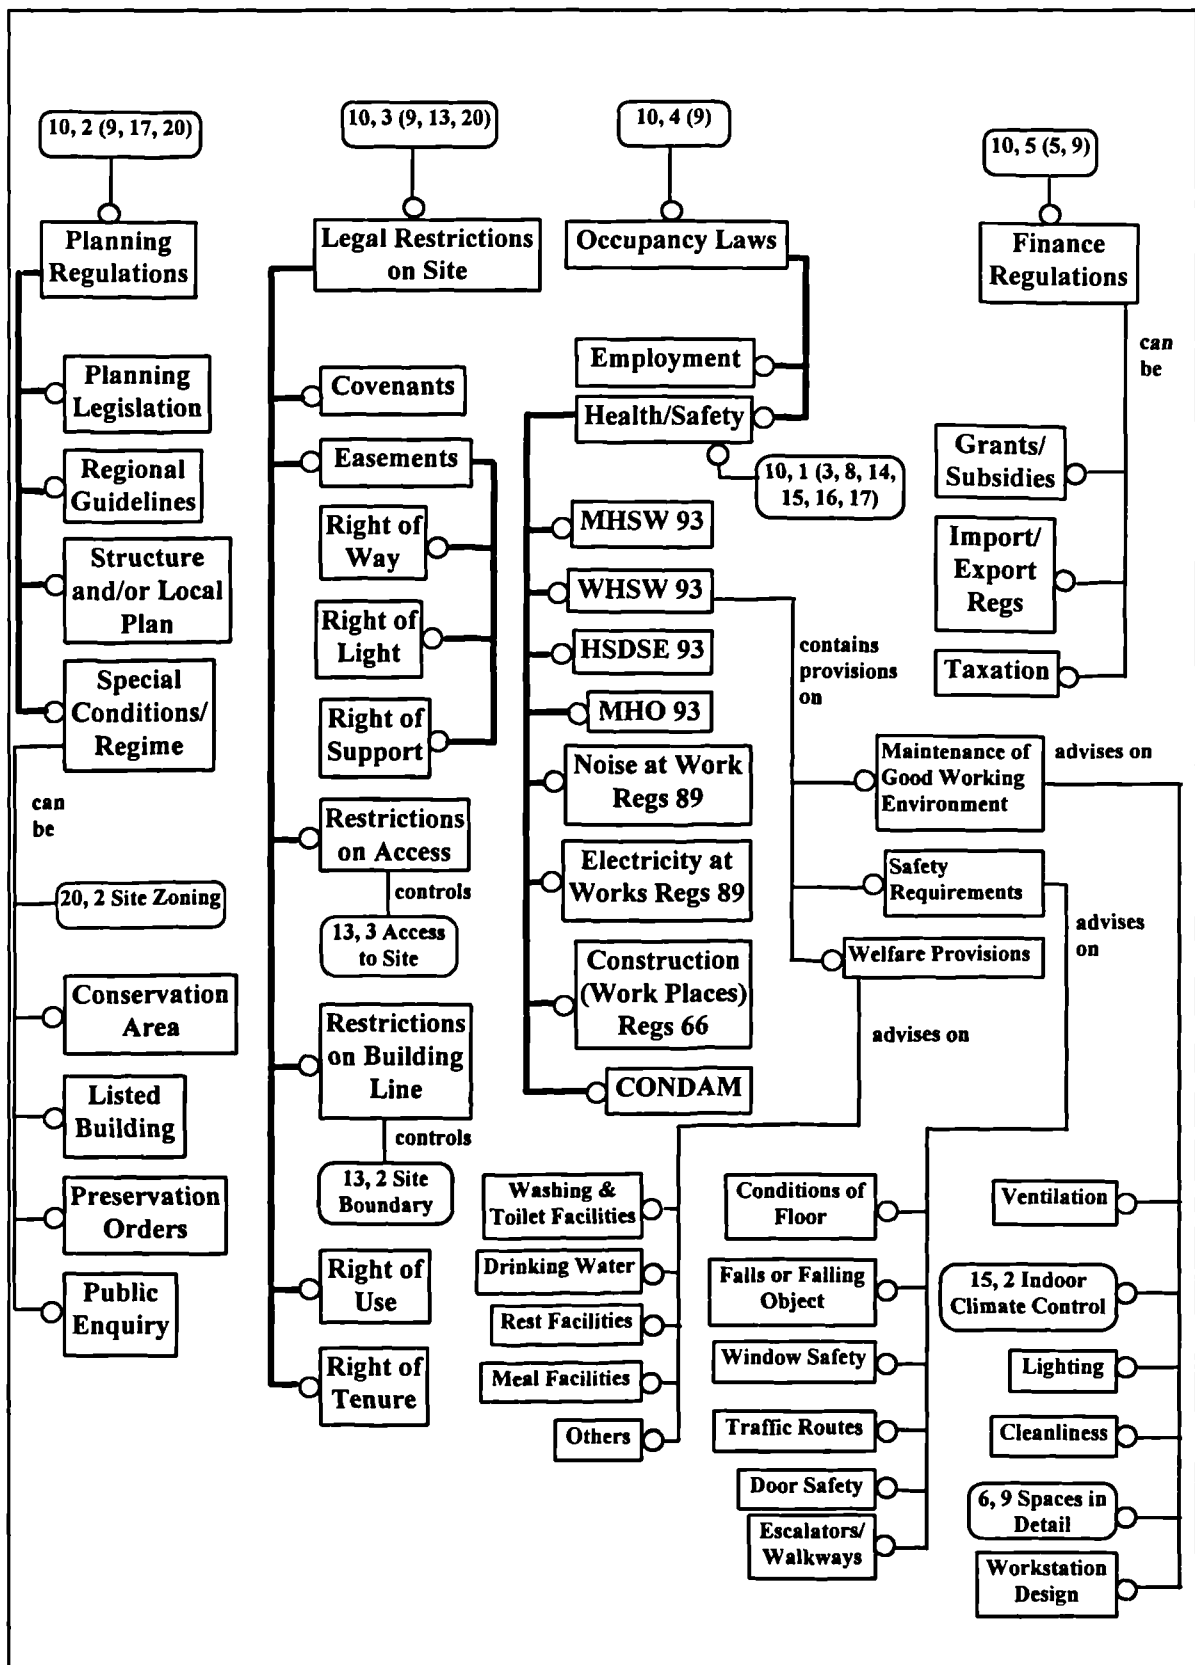 10, 2 (9, 17, 20)
Planning
Regulations
Planning
Legislation
Regional
Guidelines
Structure
and/or Local
Plan
Special
Conditions/
Regime
can
be
20, 2 Site Zoning
Conservation
Area
Listed
Building
Preservation
Orders
Public
Enquiry
10, 3 (9, 13, 20)
Legal Restrictions
on Site
Covenants
Easements
Right of
Way
Right of
Light
Right of
Support
Restrictions
on Access
controls
13, 3 Access
to Site
Restrictions
on Building
Line
controls
13, 2 Site
Boundary
Right of
Use
Right of
Tenure
10, 4 (9)
Occupancy Laws
Employment
Health/Safety
10, 1 (3, 8, 14,
15, 16, 17)
MHSW 93
WHSW 93
HSDSE 93
MHO 93
Noise at Work
Regs 89
Electricity at
Works Regs 89
Construction
(Work Places)
Regs 66
CONDAM
contains
provisions
on
Maintenance of
Good Working
Environment
advises on
Safety
Requirements
advises
on
Welfare Provisions
advises on
Washing &
Toilet Facilities
Drinking Water
Rest Facilities
Meal Facilities
Others
Conditions of
Floor
Falls or Falling
Object
Window Safety
Traffic Routes
Door Safety
Escalators/
Walkways
10, 5 (5, 9)
Finance
Regulations
can
be
Grants/
Subsidies
Import/
Export
Regs
Taxation
Ventilation
15, 2 Indoor
Climate Control
Lighting
Cleanliness
6, 9 Spaces in
Detail
Workstation
Design